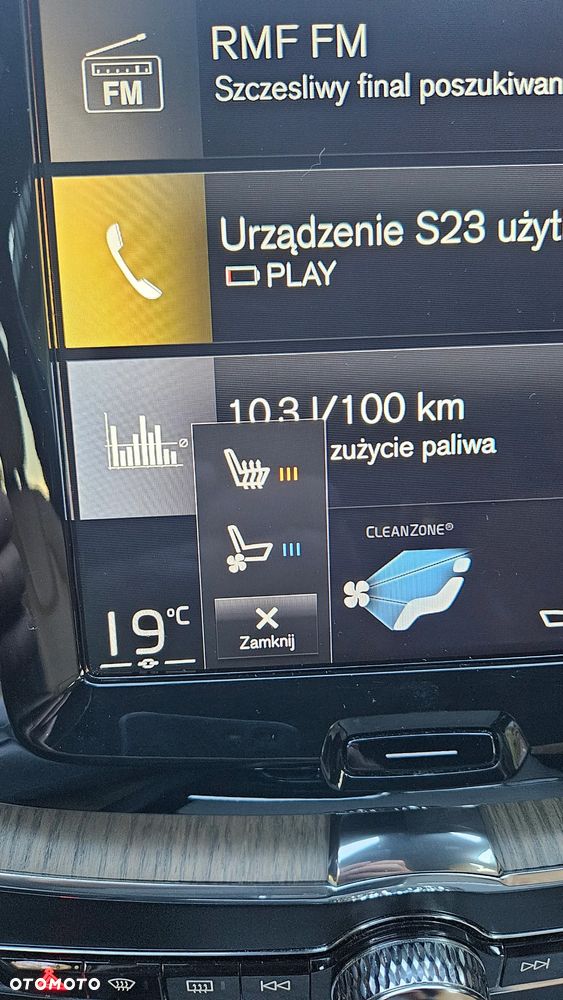 RMF FM
FM
Szczesliwy final poszukiwan
Urządzenie S23 użyt
PLAY
10.3 l/100 km
zużycie paliwa
CLEANZONE®
19°C
Zamknij
OTOMOTO